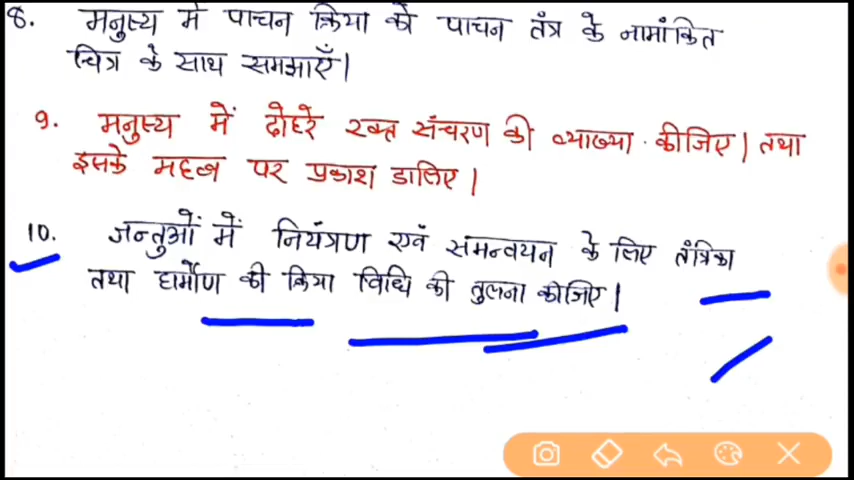 8. मनुष्य में पाचन क्रिया को पाचन तंत्र के नामांकित
चित्र के साथ समझाएँ।
9. मनुष्य में दोहरे रक्त संचरण की व्याख्या कीजिए। तथा
इसके महत्व पर प्रकाश डालिए।
10. जन्तुओं में नियंत्रण एवं समन्वयन के लिए तंत्रिका
तथा हार्मोण की क्रिया विधि की तुलना कीजिए।